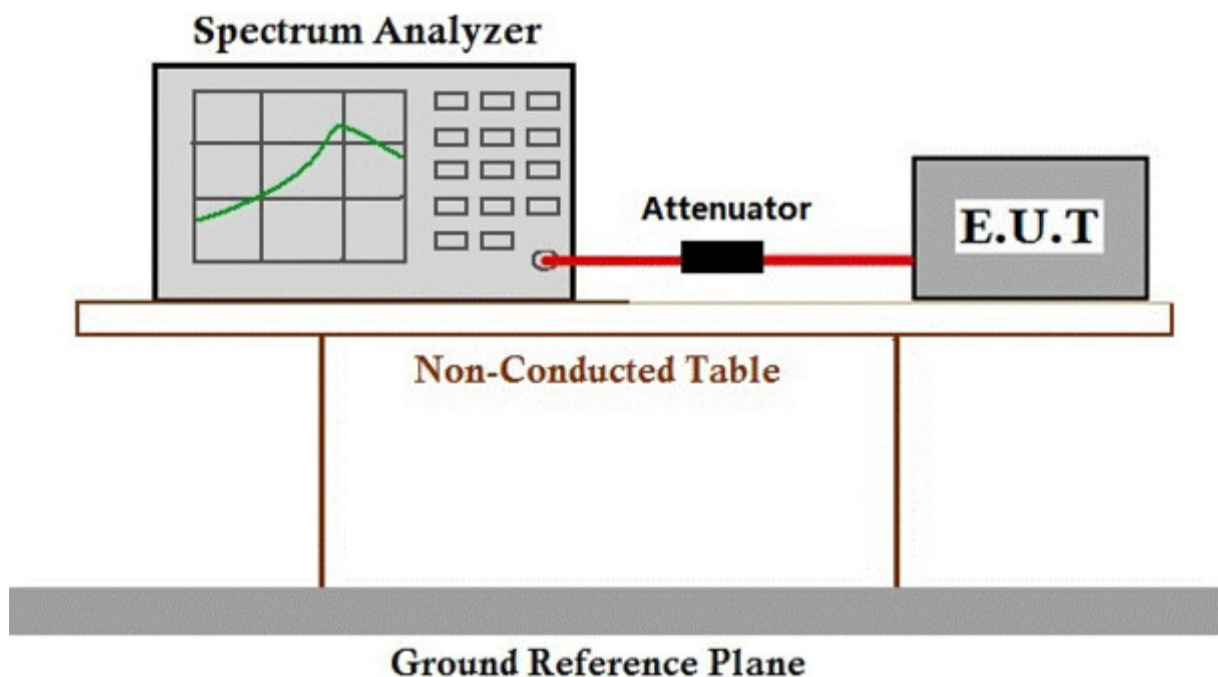 Spectrum Analyzer
Attenuator
E.U.T
Non-Conducted Table
Ground Reference Plane